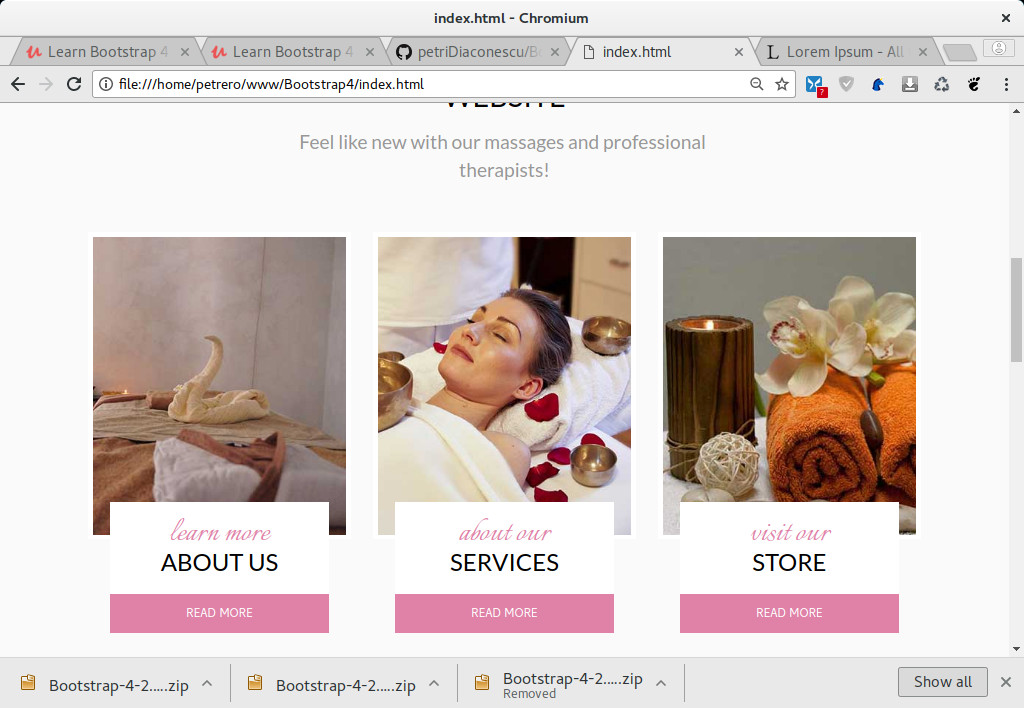 index.html - Chromium
Learn Bootstrap 4
Learn Bootstrap 4
petriDiaconescu/Bo
index.html
Lorem Ipsum - All
file:///home/petrero/www/Bootstrap4/index.html
WEBSITE
Feel like new with our massages and professional
therapists!
learn more
ABOUT US
READ MORE
about our
SERVICES
READ MORE
visit our
STORE
READ MORE
Bootstrap-4-2.....zip
Bootstrap-4-2.....zip
Bootstrap-4-2.....zip
Removed
Show all